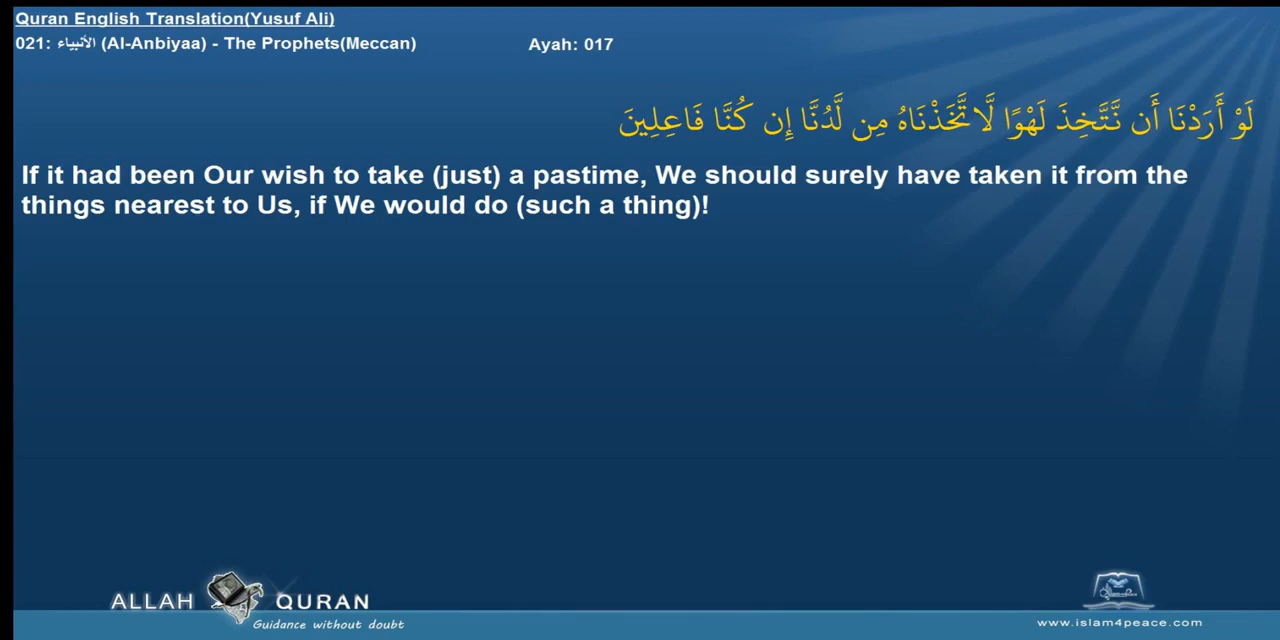 Quran English Translation(Yusuf Ali)
021: الأنبياء (Al-Anbiyaa) - The Prophets(Meccan) Ayah: 017
لَوْ أَرَدْنَا أَن نَّتَّخِذَ لَهْوًا لَّاتَّخَذْنَاهُ مِن لَّدُنَّا إِن كُنَّا فَاعِلِينَ
If it had been Our wish to take (just) a pastime, We should surely have taken it from the
things nearest to Us, if We would do (such a thing)!
ALLAH QURAN
Guidance without doubt
www.islam4peace.com